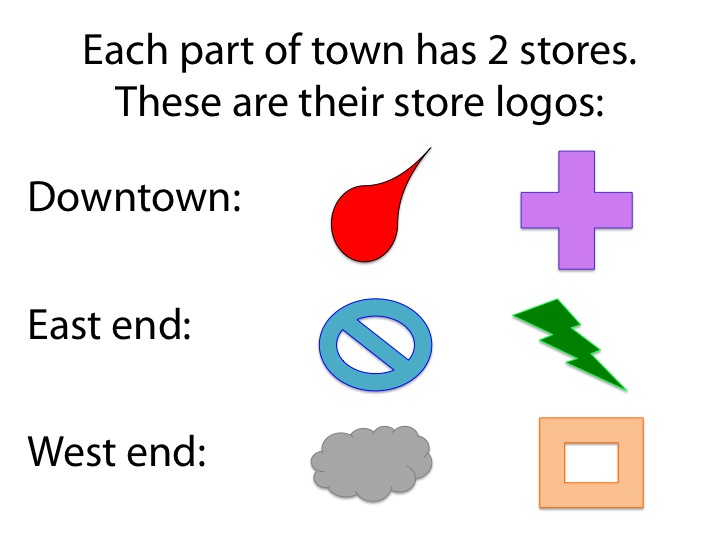 Each part of town has 2 stores.
These are their store logos:
Downtown:
East end:
West end: